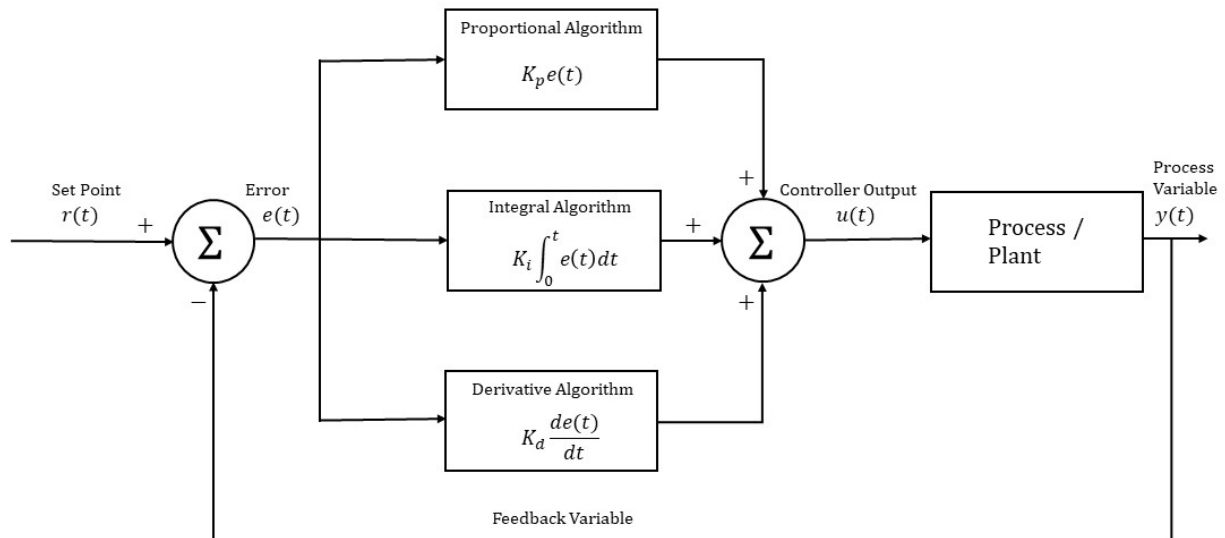 Proportional Algorithm
K_p e(t)
Set Point
r(t)
+
Σ
−
Error
e(t)
Integral Algorithm
K_i ∫_0^t e(t)dt
Derivative Algorithm
K_d de(t)/dt
+
+
+
Σ
Controller Output
u(t)
Process /
Plant
Process
Variable
y(t)
Feedback Variable